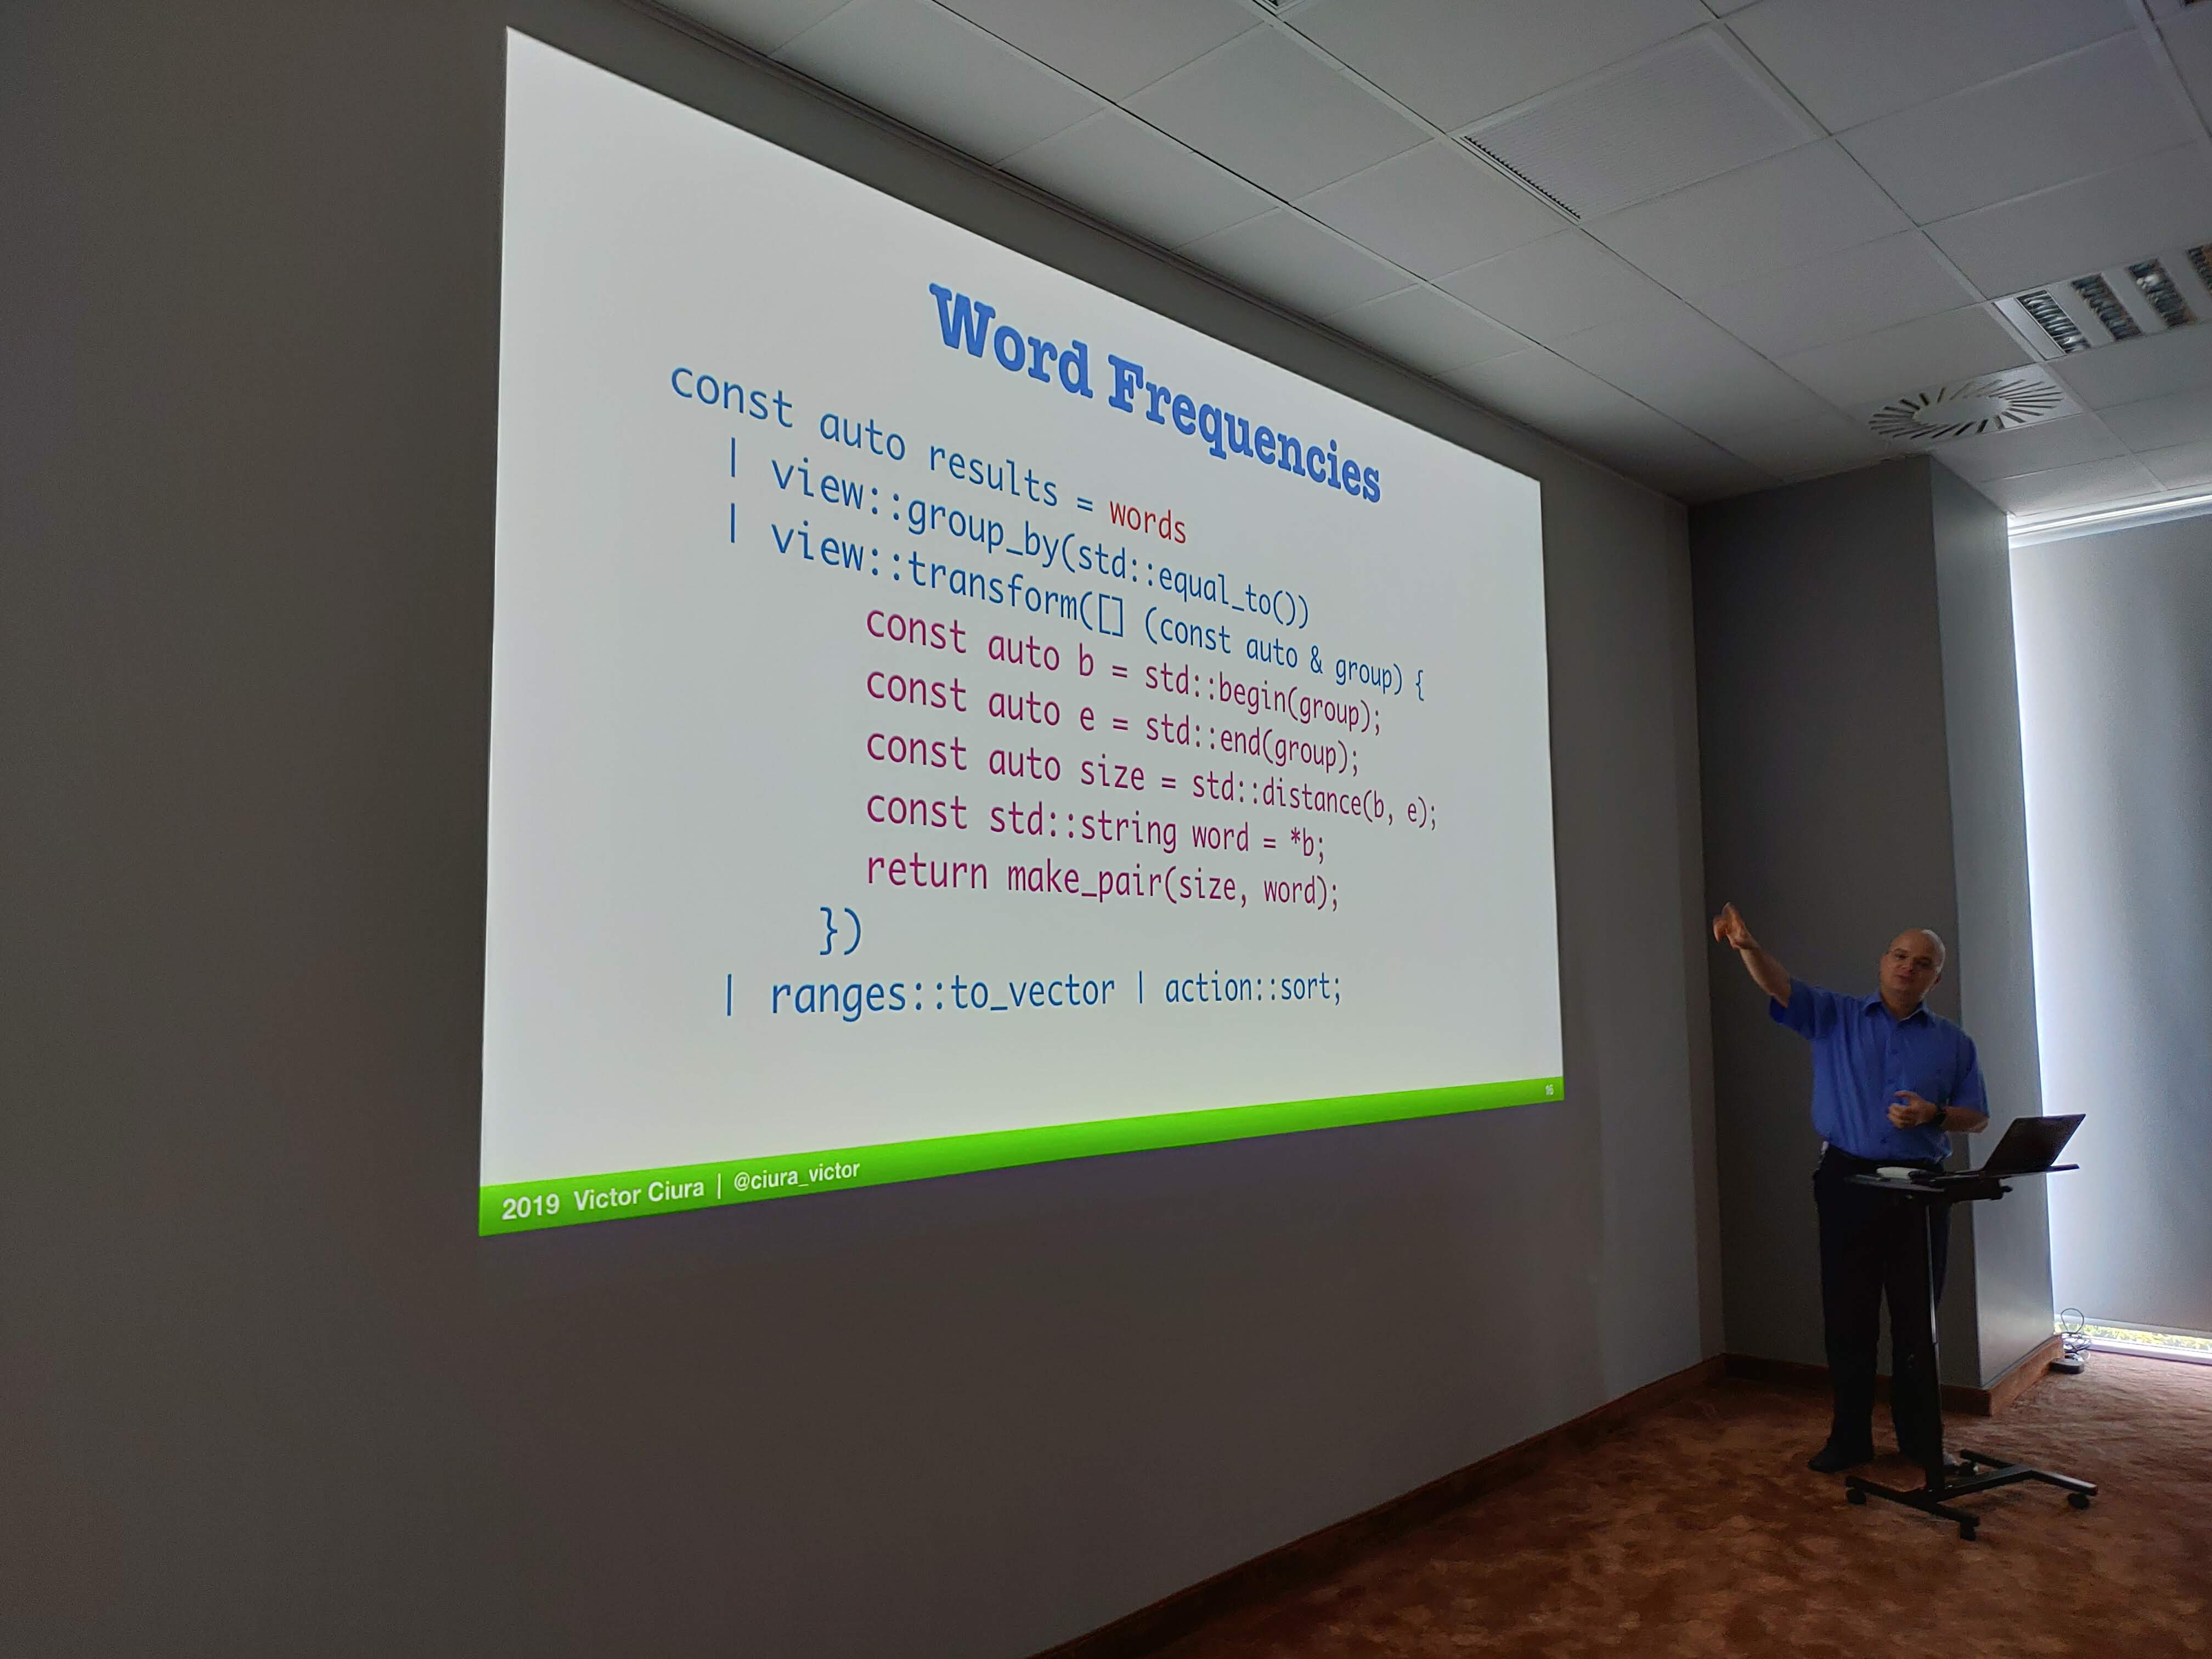 Word Frequencies
const auto results = words
| view::group_by(std::equal_to())
| view::transform([] (const auto & group) {
const auto b = std::begin(group);
const auto e = std::end(group);
const auto size = std::distance(b, e);
const std::string word = *b;
return make_pair(size, word);
})
| ranges::to_vector | action::sort;
16
2019 Victor Ciura | @ciura_victor